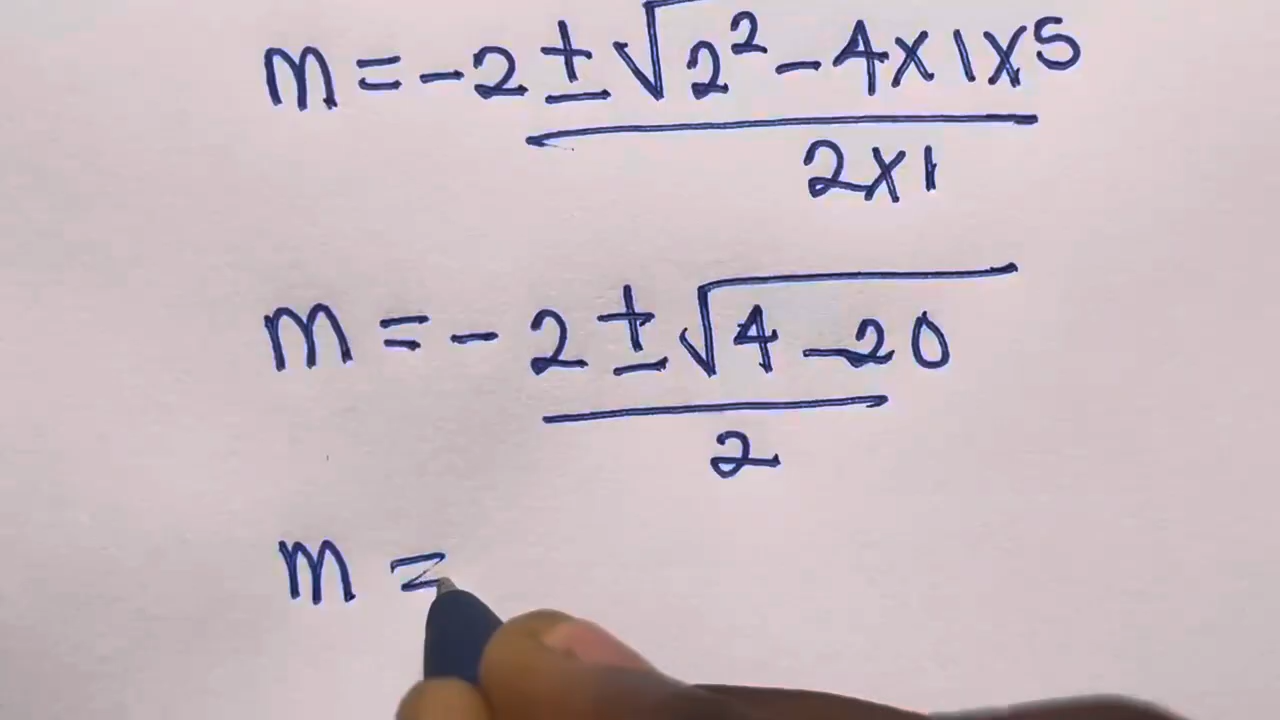 m = -2 ± √2² - 4x1x5
2x1
m = - 2 ± √4 - 20
2
m =